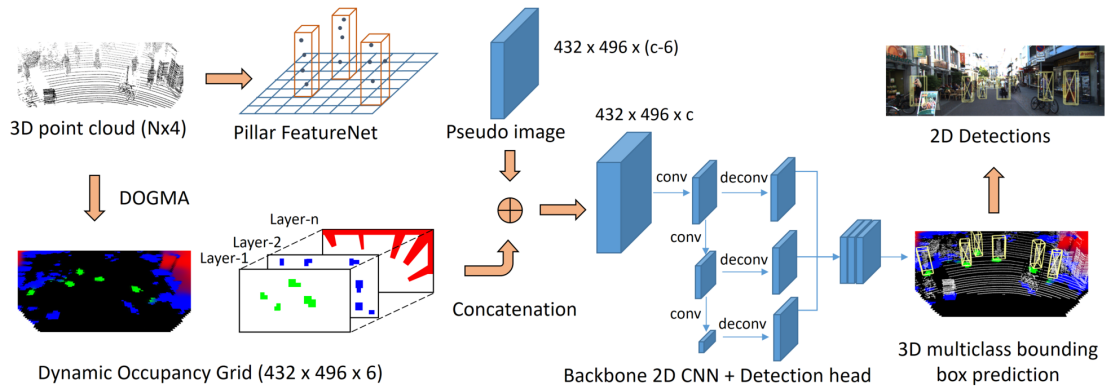 3D point cloud (Nx4)
Pillar FeatureNet
432 x 496 x (c-6)
Pseudo image
432 x 496 x c
2D Detections
DOGMA
Layer-n
Layer-2
Layer-1
Concatenation
conv
deconv
conv
deconv
conv
deconv
Dynamic Occupancy Grid (432 x 496 x 6)
Backbone 2D CNN + Detection head
3D multiclass bounding
box prediction